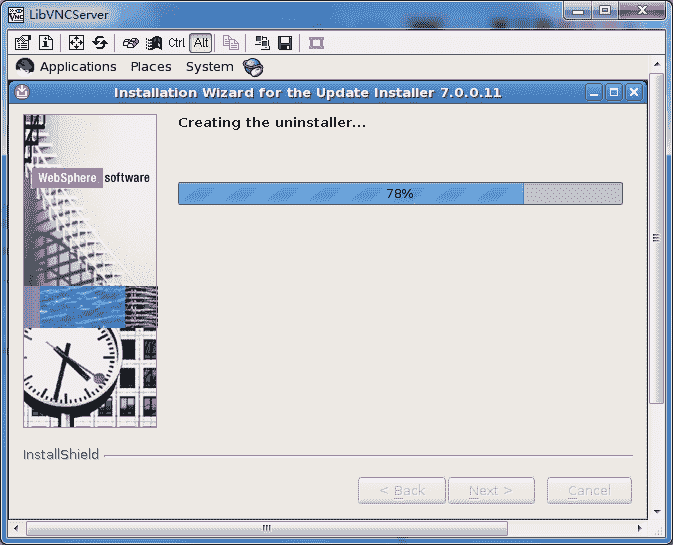 LibVNCServer
Ctrl Alt
Applications Places System
Installation Wizard for the Update Installer 7.0.0.11
Creating the uninstaller...
WebSphere software
78%
InstallShield
< Back Next > Cancel